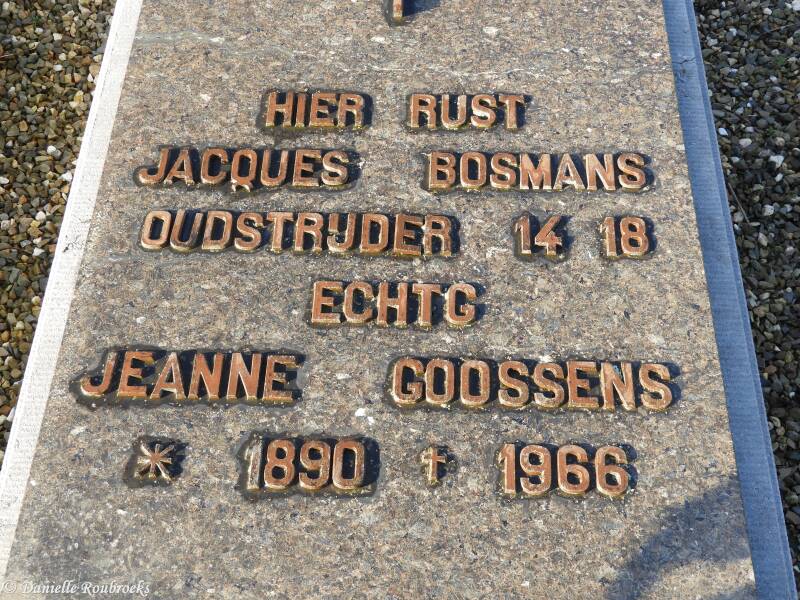 HIER RUST
JACQUES BOSMANS
OUDSTRIJDER 14 18
ECHTG
JEANNE GOOSSENS
* 1890 † 1966
© Danielle Roubroeks